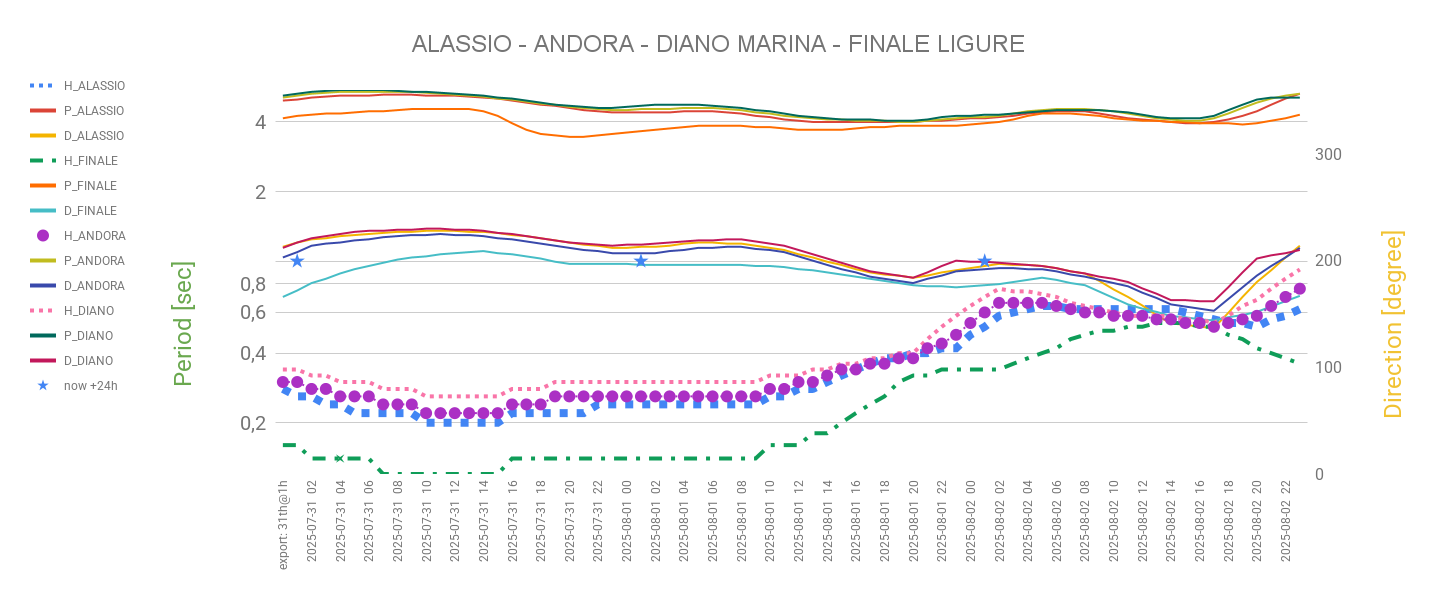 ALASSIO - ANDORA - DIANO MARINA - FINALE LIGURE
H_ALASSIO
P_ALASSIO
D_ALASSIO
H_FINALE
P_FINALE
D_FINALE
H_ANDORA
P_ANDORA
D_ANDORA
H_DIANO
P_DIANO
D_DIANO
now +24h
Period [sec]
4
2
0,8
0,6
0,4
0,2
300
200
100
0
Direction [degree]
export: 31th@1h
2025-07-31 02
2025-07-31 04
2025-07-31 06
2025-07-31 08
2025-07-31 10
2025-07-31 12
2025-07-31 14
2025-07-31 16
2025-07-31 18
2025-07-31 20
2025-07-31 22
2025-08-01 00
2025-08-01 02
2025-08-01 04
2025-08-01 06
2025-08-01 08
2025-08-01 10
2025-08-01 12
2025-08-01 14
2025-08-01 16
2025-08-01 18
2025-08-01 20
2025-08-01 22
2025-08-02 00
2025-08-02 02
2025-08-02 04
2025-08-02 06
2025-08-02 08
2025-08-02 10
2025-08-02 12
2025-08-02 14
2025-08-02 16
2025-08-02 18
2025-08-02 20
2025-08-02 22